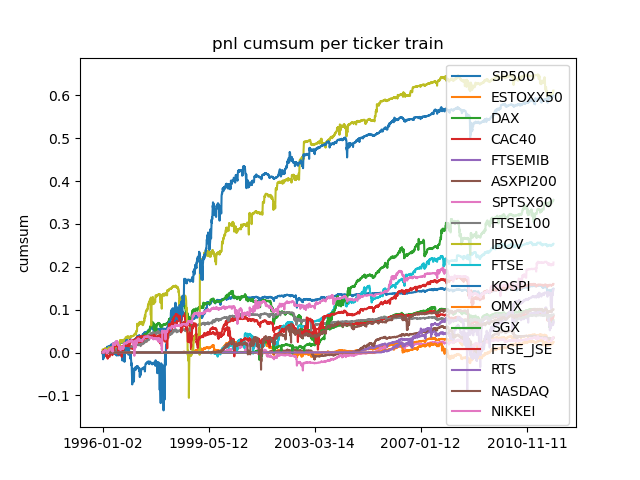 pnl cumsum per ticker train
cumsum
0.6
0.5
0.4
0.3
0.2
0.1
0.0
−0.1
1996-01-02
1999-05-12
2003-03-14
2007-01-12
2010-11-11
SP500
ESTOXX50
DAX
CAC40
FTSEMIB
ASXPI200
SPTSX60
FTSE100
IBOV
FTSE
KOSPI
OMX
SGX
FTSE_JSE
RTS
NASDAQ
NIKKEI